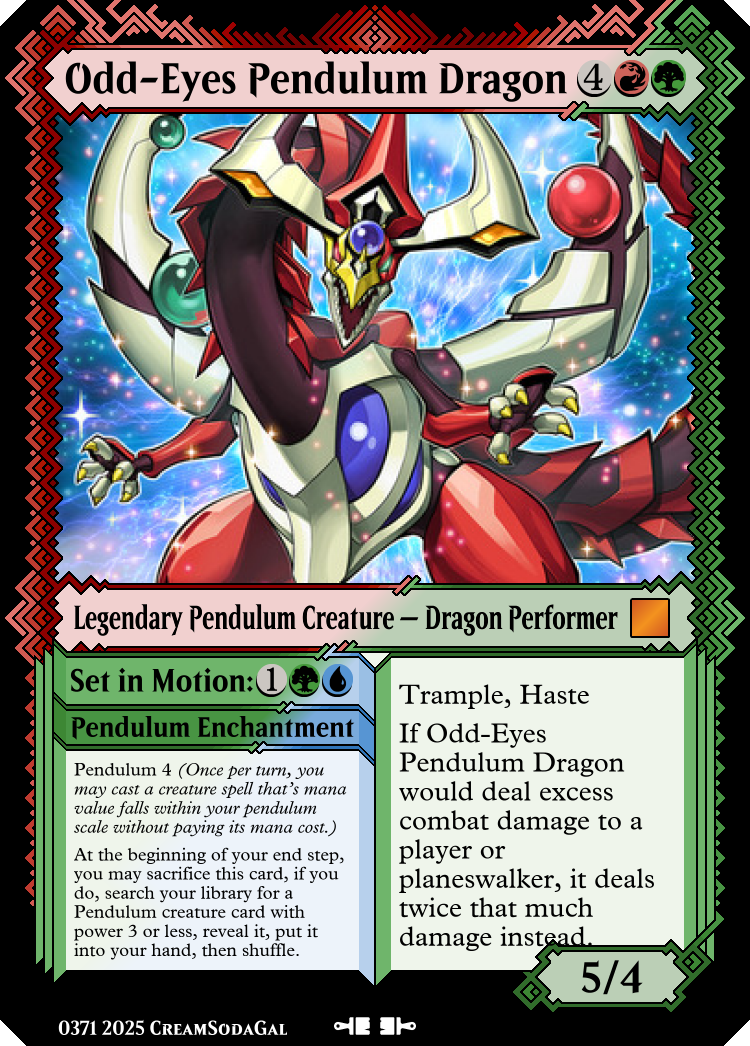 Odd-Eyes Pendulum Dragon 4
Legendary Pendulum Creature – Dragon Performer
Set in Motion: 1
Pendulum Enchantment
Pendulum 4 (Once per turn, you
may cast a creature spell that's mana
value falls within your pendulum
scale without paying its mana cost.)
At the beginning of your end step,
you may sacrifice this card, if you
do, search your library for a
Pendulum creature card with
power 3 or less, reveal it, put it
into your hand, then shuffle.
Trample, Haste
If Odd-Eyes
Pendulum Dragon
would deal excess
combat damage to a
player or
planeswalker, it deals
twice that much
damage instead.
5/4
0371 2025 CreamSodaGal